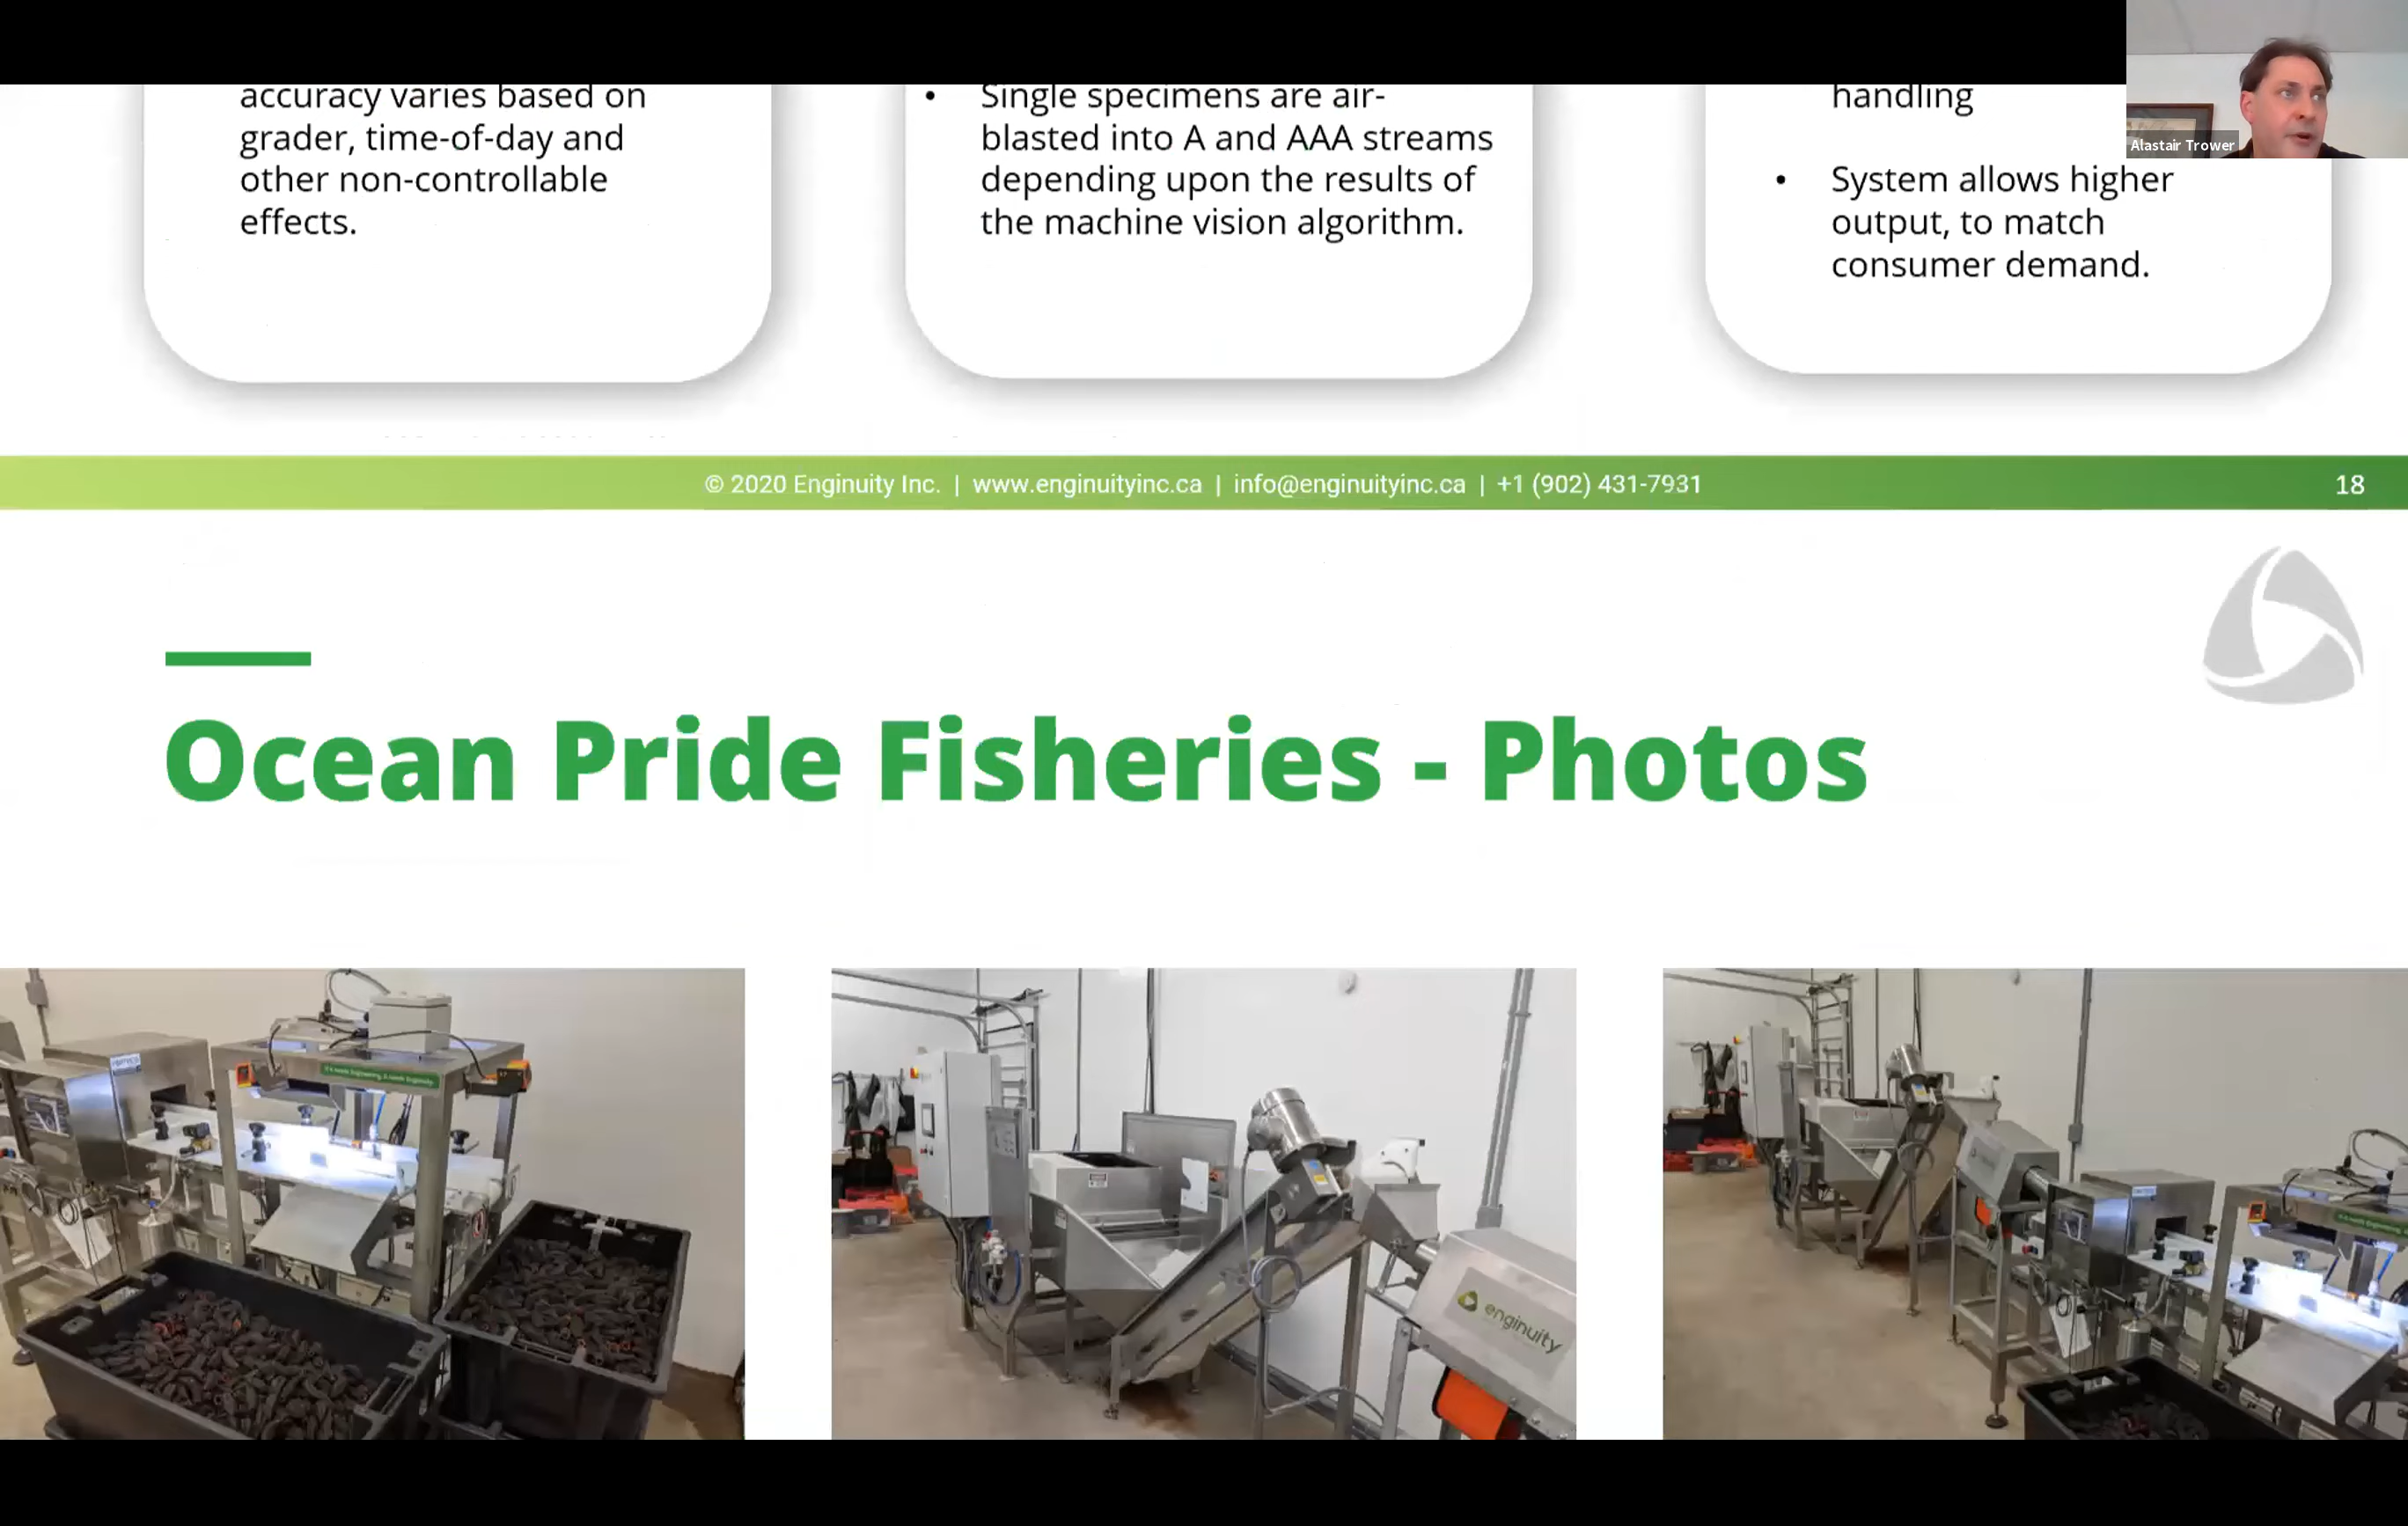 Alastair Trower
accuracy varies based on
grader, time-of-day and
other non-controllable
effects.
• Single specimens are air-
blasted into A and AAA streams
depending upon the results of
the machine vision algorithm.
handling
• System allows higher
output, to match
consumer demand.
© 2020 Enginuity Inc. | www.enginuityinc.ca | info@enginuityinc.ca | +1 (902) 431-7931
18
Ocean Pride Fisheries - Photos
enginuity